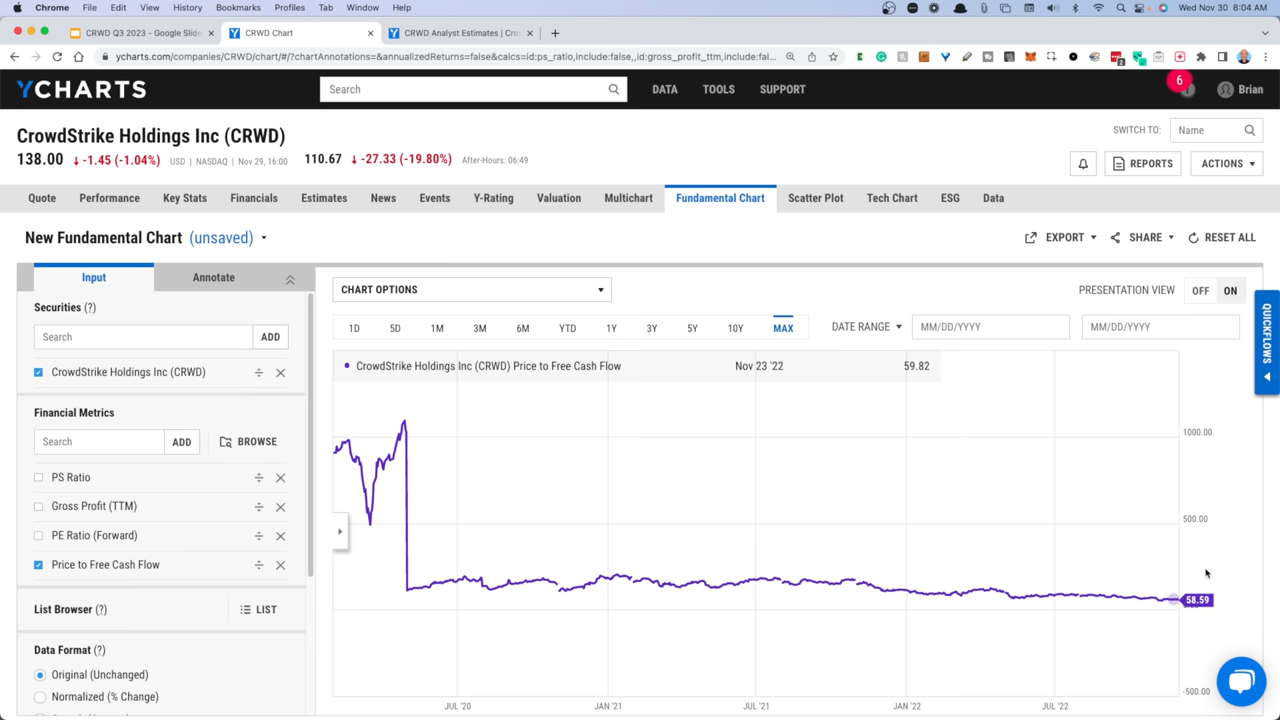 Chrome File Edit View History Bookmarks Profiles Tab Window Help Wed Nov 30 8:04 AM
CRWD Q3 2023 - Google Slide
CRWD Chart
CRWD Analyst Estimates | Cro
ycharts.com/companies/CRWD/chart/#/?chartAnnotations=&annualizedReturns=false&calcs=id:ps_ratio,include:false,,id:gross_profit_ttm,include:fal...
YCHARTS
Search
DATA TOOLS SUPPORT
6
Brian
CrowdStrike Holdings Inc (CRWD)
SWITCH TO: Name
138.00 -1.45 (-1.04%) USD | NASDAQ | Nov 29, 16:00 110.67 -27.33 (-19.80%) After-Hours: 06:49
REPORTS ACTIONS
Quote Performance Key Stats Financials Estimates News Events Y-Rating Valuation Multichart Fundamental Chart Scatter Plot Tech Chart ESG Data
New Fundamental Chart (unsaved)
EXPORT SHARE RESET ALL
Input Annotate
Securities (?)
Search ADD
CrowdStrike Holdings Inc (CRWD)
Financial Metrics
Search ADD BROWSE
PS Ratio
Gross Profit (TTM)
PE Ratio (Forward)
Price to Free Cash Flow
List Browser (?) LIST
Data Format (?)
Original (Unchanged)
Normalized (% Change)
CHART OPTIONS
PRESENTATION VIEW OFF ON
1D 5D 1M 3M 6M YTD 1Y 3Y 5Y 10Y MAX DATE RANGE MM/DD/YYYY MM/DD/YYYY
QUICKFLOWS
CrowdStrike Holdings Inc (CRWD) Price to Free Cash Flow Nov 23 '22 59.82
1000.00
500.00
58.59
-500.00
JUL '20 JAN '21 JUL '21 JAN '22 JUL '22